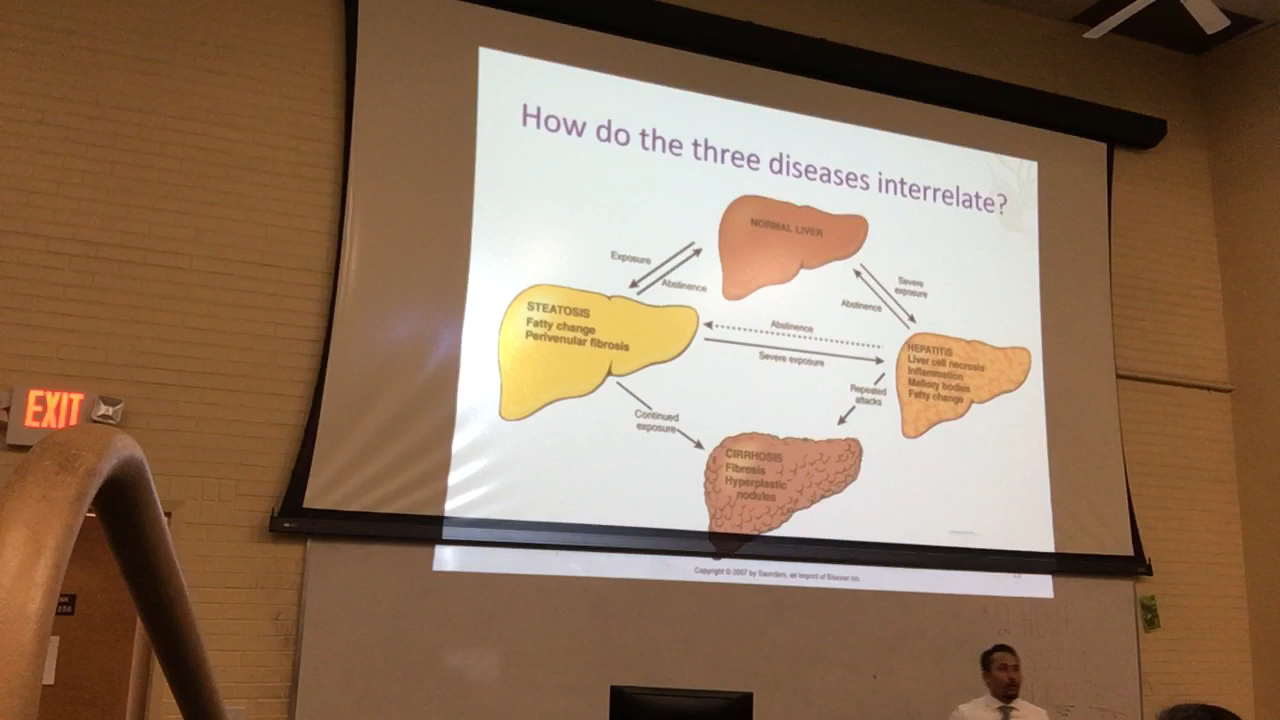 How do the three diseases interrelate?
NORMAL LIVER
Exposure
Abstinence
Severe
exposure
Abstinence
STEATOSIS
Fatty change
Perivenular fibrosis
Abstinence
Severe exposure
HEPATITIS
Liver cell necrosis
Inflammation
Mallory bodies
Fatty change
Repeated
attacks
Continued
exposure
CIRRHOSIS
Fibrosis
Hyperplastic
nodules
Copyright © 2007 by Saunders, an imprint of Elsevier Inc.
EXIT